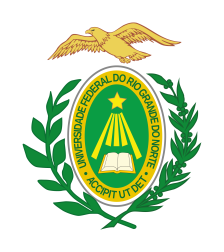 UNIVERSIDADE FEDERAL DO RIO GRANDE DO NORTE
ACCIPIT UT DET